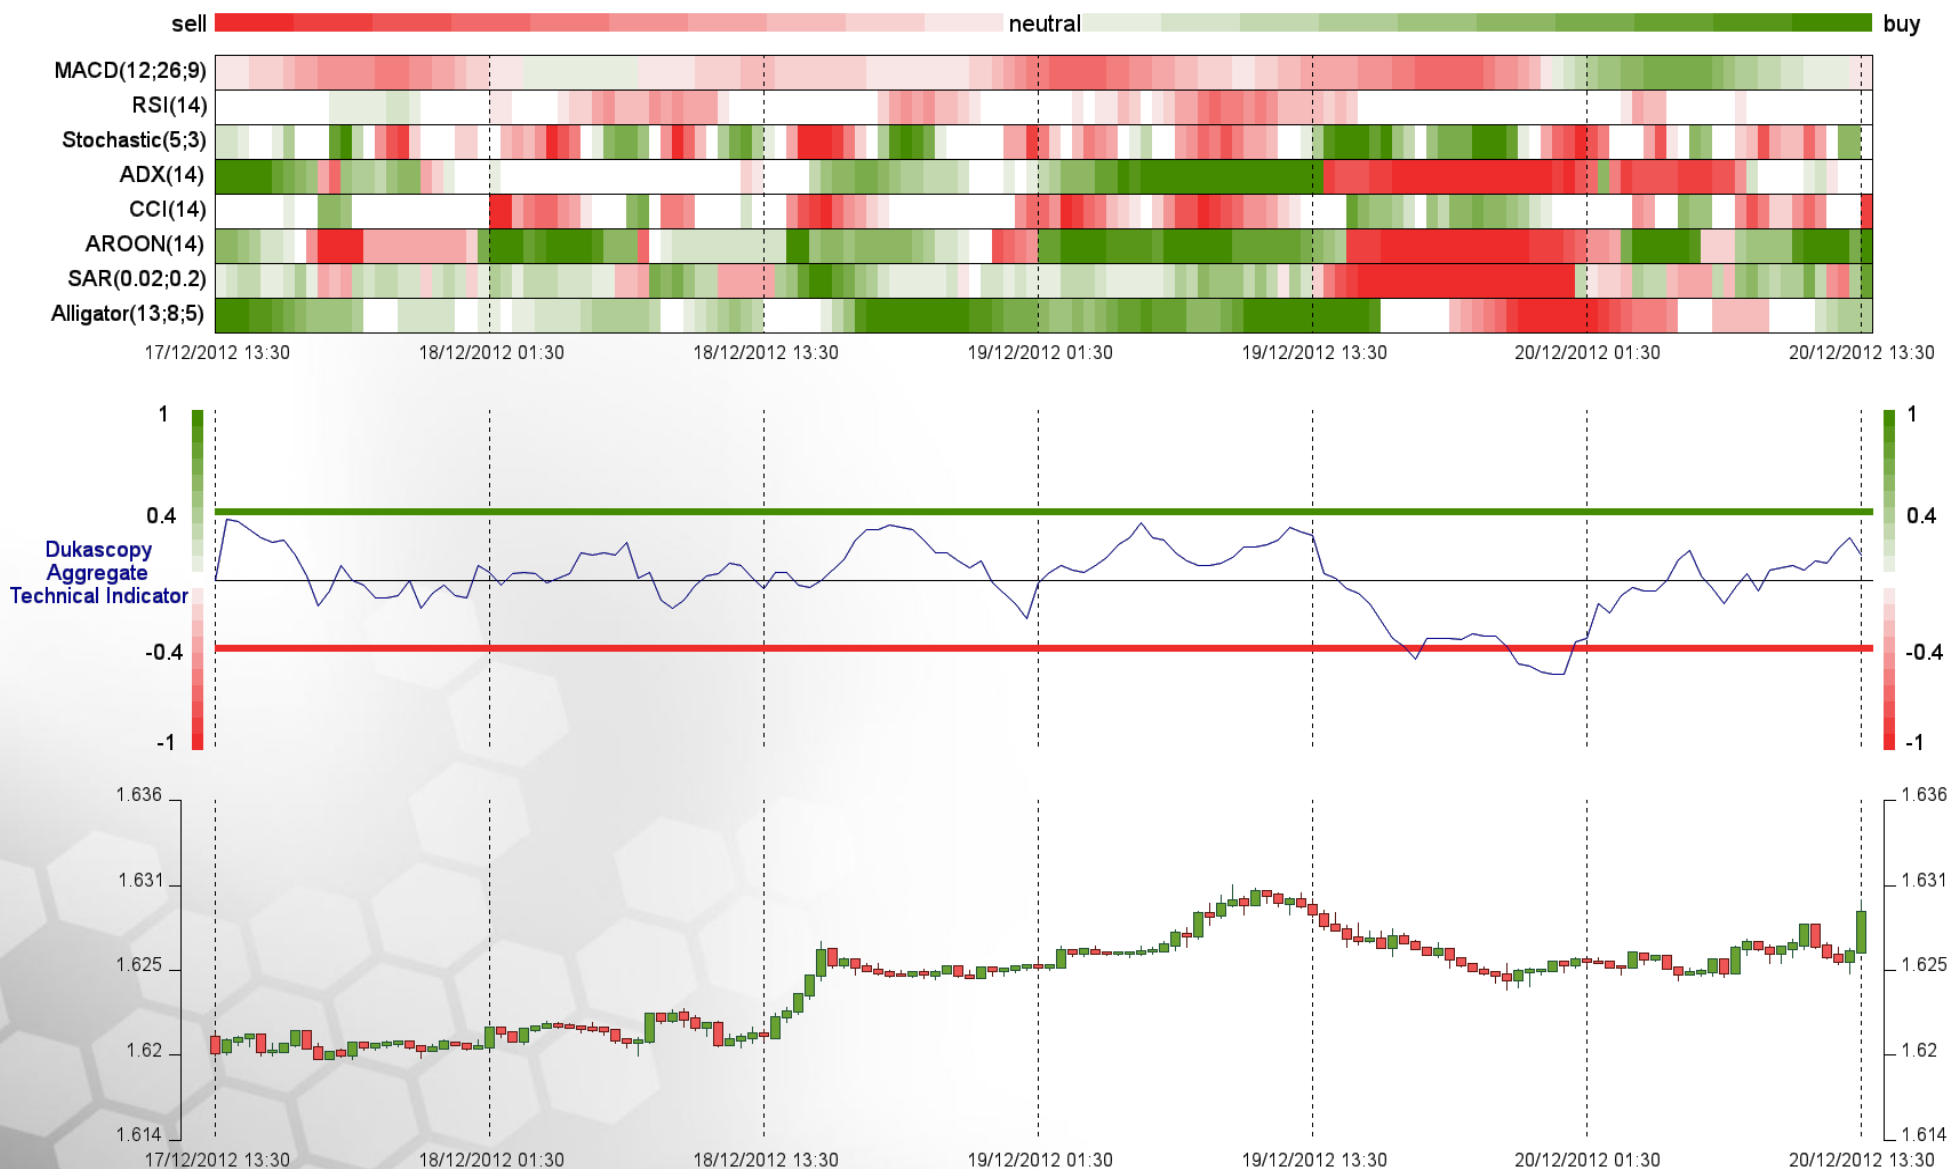 sell neutral buy
MACD(12;26;9)
RSI(14)
Stochastic(5;3)
ADX(14)
CCI(14)
AROON(14)
SAR(0.02;0.2)
Alligator(13;8;5)
17/12/2012 13:30 18/12/2012 01:30 18/12/2012 13:30 19/12/2012 01:30 19/12/2012 13:30 20/12/2012 01:30 20/12/2012 13:30
1 1
0.4 0.4
Dukascopy
Aggregate
Technical Indicator
-0.4 -0.4
-1 -1
1.636 1.636
1.631 1.631
1.625 1.625
1.62 1.62
1.614 1.614
17/12/2012 13:30 18/12/2012 01:30 18/12/2012 13:30 19/12/2012 01:30 19/12/2012 13:30 20/12/2012 01:30 20/12/2012 13:30